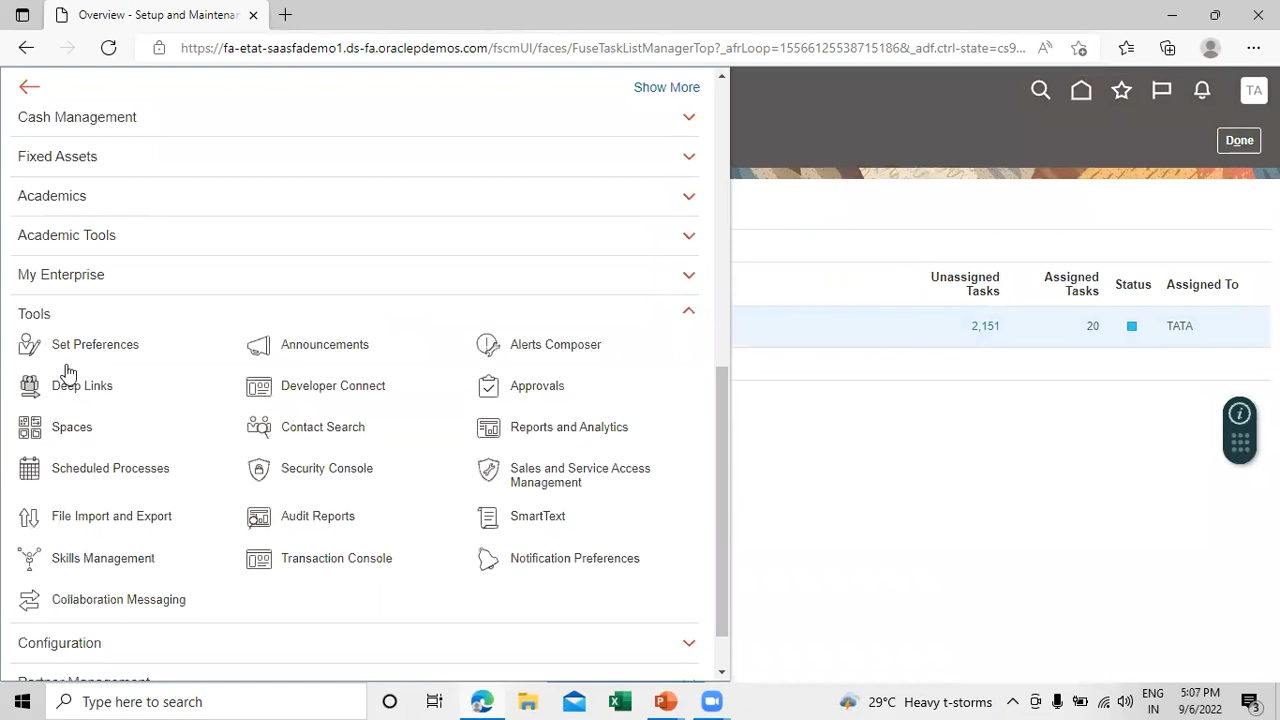 Overview - Setup and Maintenan
https://fa-etat-saasfademo1.ds-fa.oraclepdemos.com/fscmUI/faces/FuseTaskListManagerTop?_afrLoop=15566125538715186&_adf.ctrl-state=cs9...
Show More
TA
Done
Cash Management
Fixed Assets
Academics
Academic Tools
My Enterprise
Tools
Set Preferences
Announcements
Alerts Composer
Deep Links
Developer Connect
Approvals
Spaces
Contact Search
Reports and Analytics
Scheduled Processes
Security Console
Sales and Service Access
Management
File Import and Export
Audit Reports
SmartText
Skills Management
Transaction Console
Notification Preferences
Collaboration Messaging
Configuration
Partner Management
Unassigned
Tasks
Assigned
Tasks
Status
Assigned To
2,151
20
TATA
Type here to search
29°C Heavy t-storms
ENG
IN
5:07 PM
9/6/2022
3